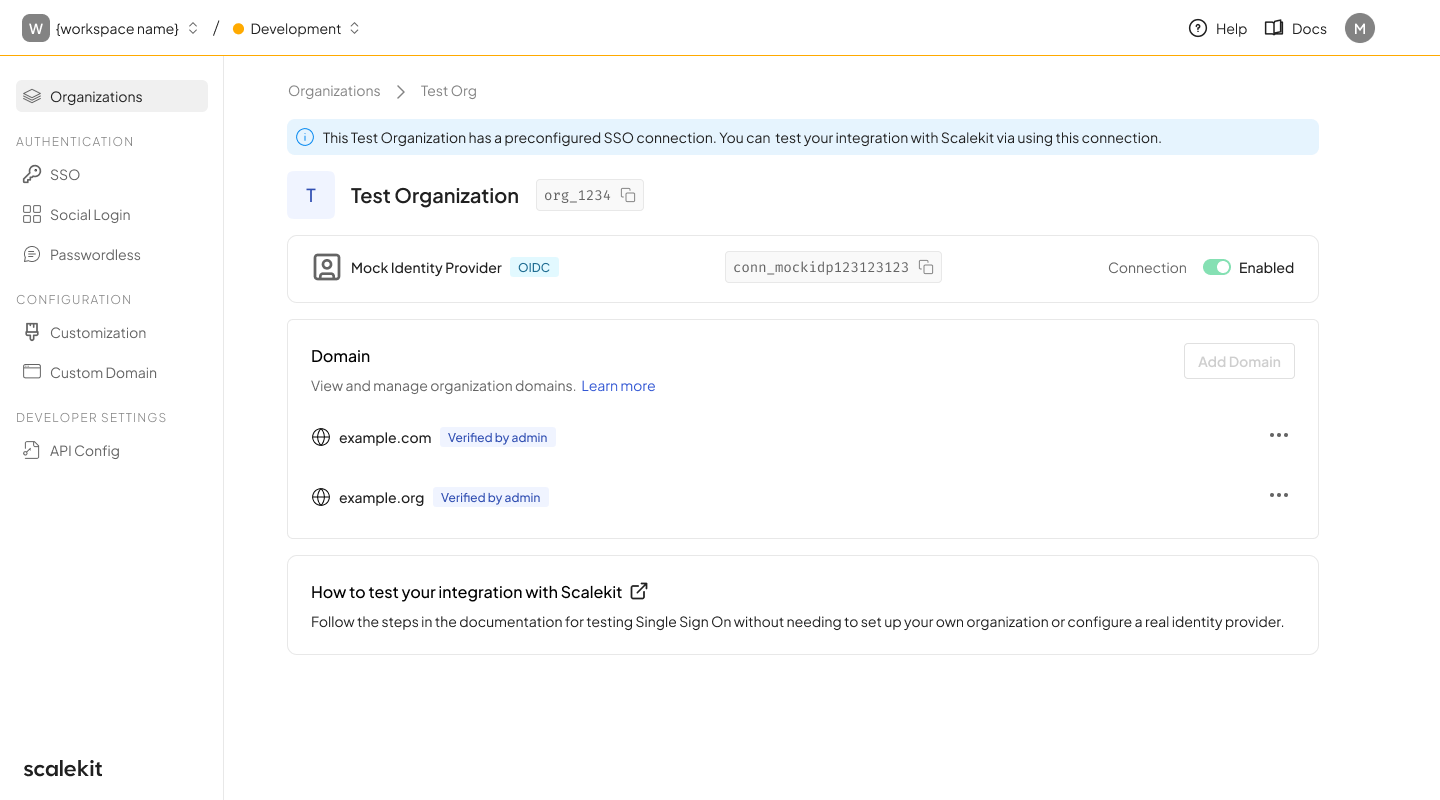 W {workspace name} / Development
Help Docs M
Organizations
AUTHENTICATION
SSO
Social Login
Passwordless
CONFIGURATION
Customization
Custom Domain
DEVELOPER SETTINGS
API Config
scalekit
Organizations Test Org
This Test Organization has a preconfigured SSO connection. You can test your integration with Scalekit via using this connection.
T Test Organization org_1234
Mock Identity Provider OIDC conn_mockidp123123123 Connection Enabled
Domain
Add Domain
View and manage organization domains. Learn more
example.com Verified by admin
example.org Verified by admin
How to test your integration with Scalekit
Follow the steps in the documentation for testing Single Sign On without needing to set up your own organization or configure a real identity provider.